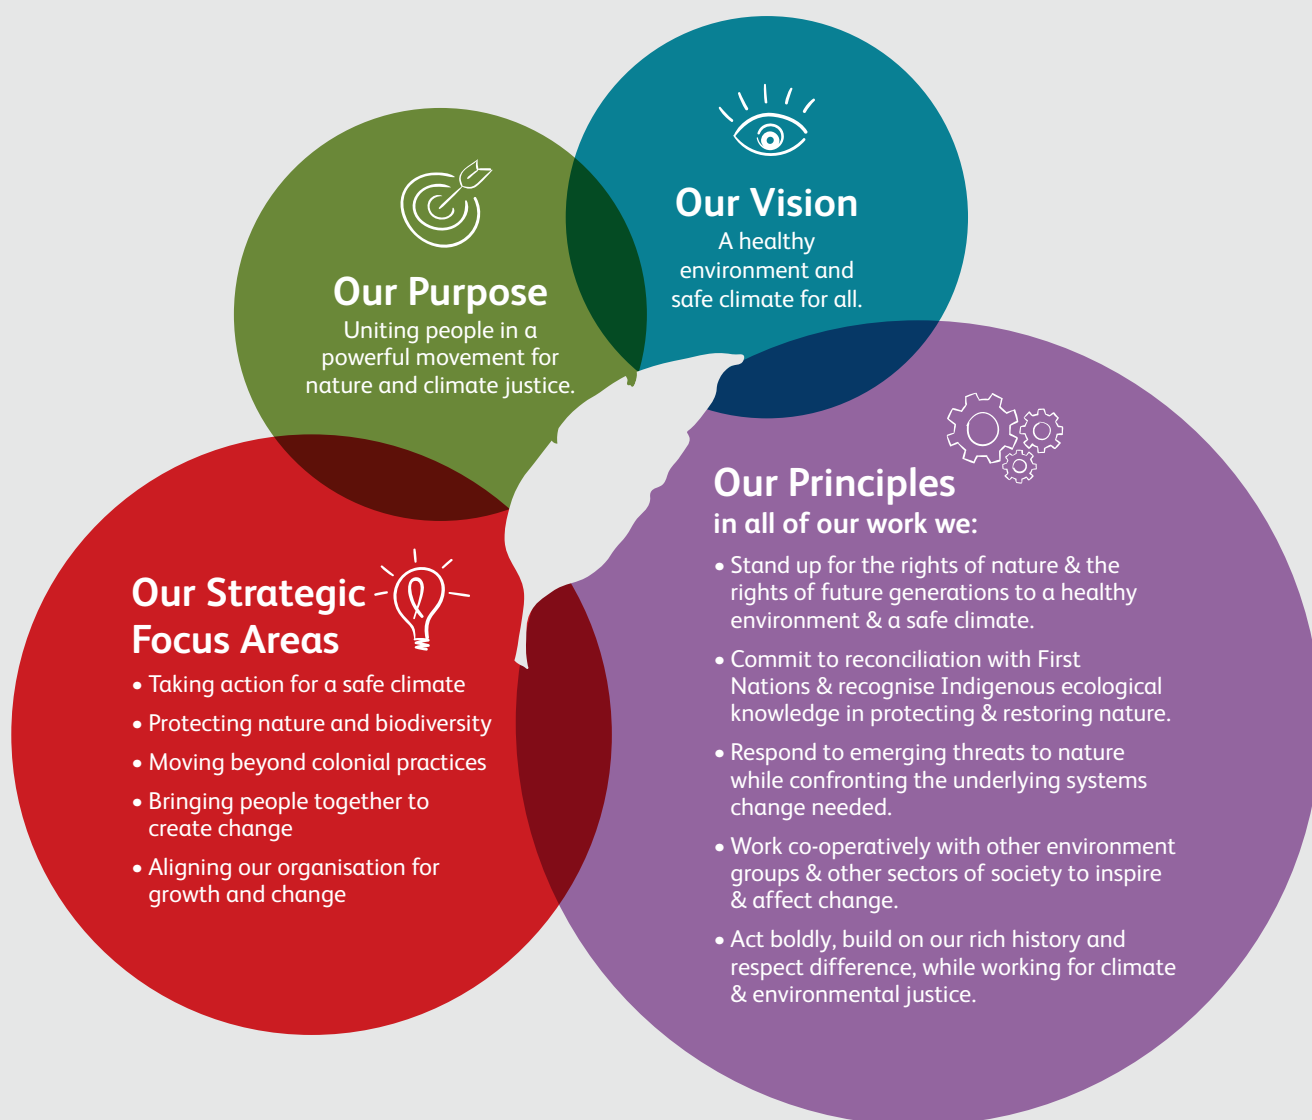 Our Vision
A healthy
environment and
safe climate for all.
Our Purpose
Uniting people in a
powerful movement for
nature and climate justice.
Our Strategic
Focus Areas
• Taking action for a safe climate
• Protecting nature and biodiversity
• Moving beyond colonial practices
• Bringing people together to
create change
• Aligning our organisation for
growth and change
Our Principles
in all of our work we:
• Stand up for the rights of nature & the
rights of future generations to a healthy
environment & a safe climate.
• Commit to reconciliation with First
Nations & recognise Indigenous ecological
knowledge in protecting & restoring nature.
• Respond to emerging threats to nature
while confronting the underlying systems
change needed.
• Work co-operatively with other environment
groups & other sectors of society to inspire
& affect change.
• Act boldly, build on our rich history and
respect difference, while working for climate
& environmental justice.